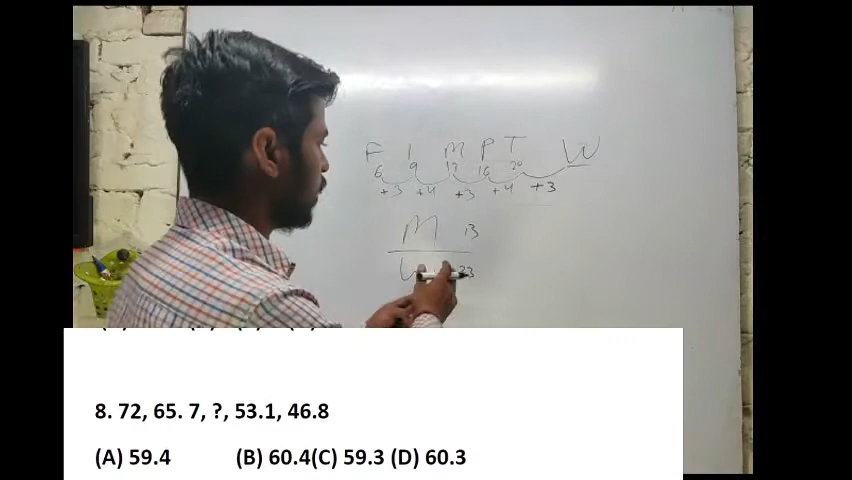 F I M P T W
6 9 13 16 20
+3 +4 +3 +4 +3
M 13
W 23
8. 72, 65. 7, ?, 53.1, 46.8
(A) 59.4 (B) 60.4(C) 59.3 (D) 60.3